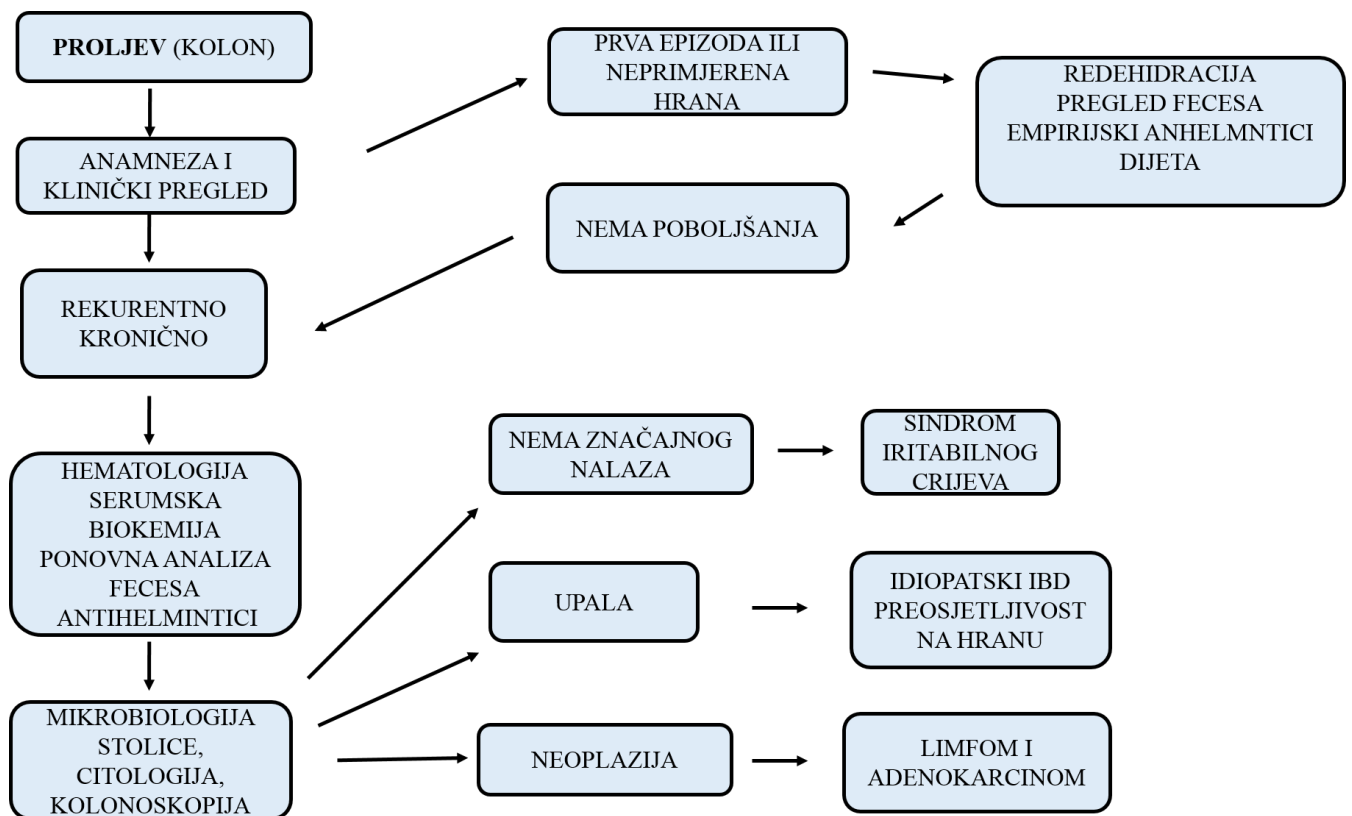 PROLJEV (KOLON)
PRVA EPIZODA ILI
NEPRIMJERENA
HRANA
REDEHIDRACIJA
PREGLED FECESA
EMPIRIJSKI ANHELMNTICI
DIJETA
ANAMNEZA I
KLINIČKI PREGLED
NEMA POBOLJŠANJA
REKURENTNO
KRONIČNO
HEMATOLOGIJA
SERUMSKA
BIOKEMIJA
PONOVNA ANALIZA
FECESA
ANTIHELMINTICI
NEMA ZNAČAJNOG
NALAZA
SINDROM
IRITABILNOG
CRIJEVA
UPALA
IDIOPATSKI IBD
PREOSJETLJIVOST
NA HRANU
MIKROBIOLOGIJA
STOLICE,
CITOLOGIJA,
KOLONOSKOPIJA
NEOPLAZIJA
LIMFOM I
ADENOKARCINOM